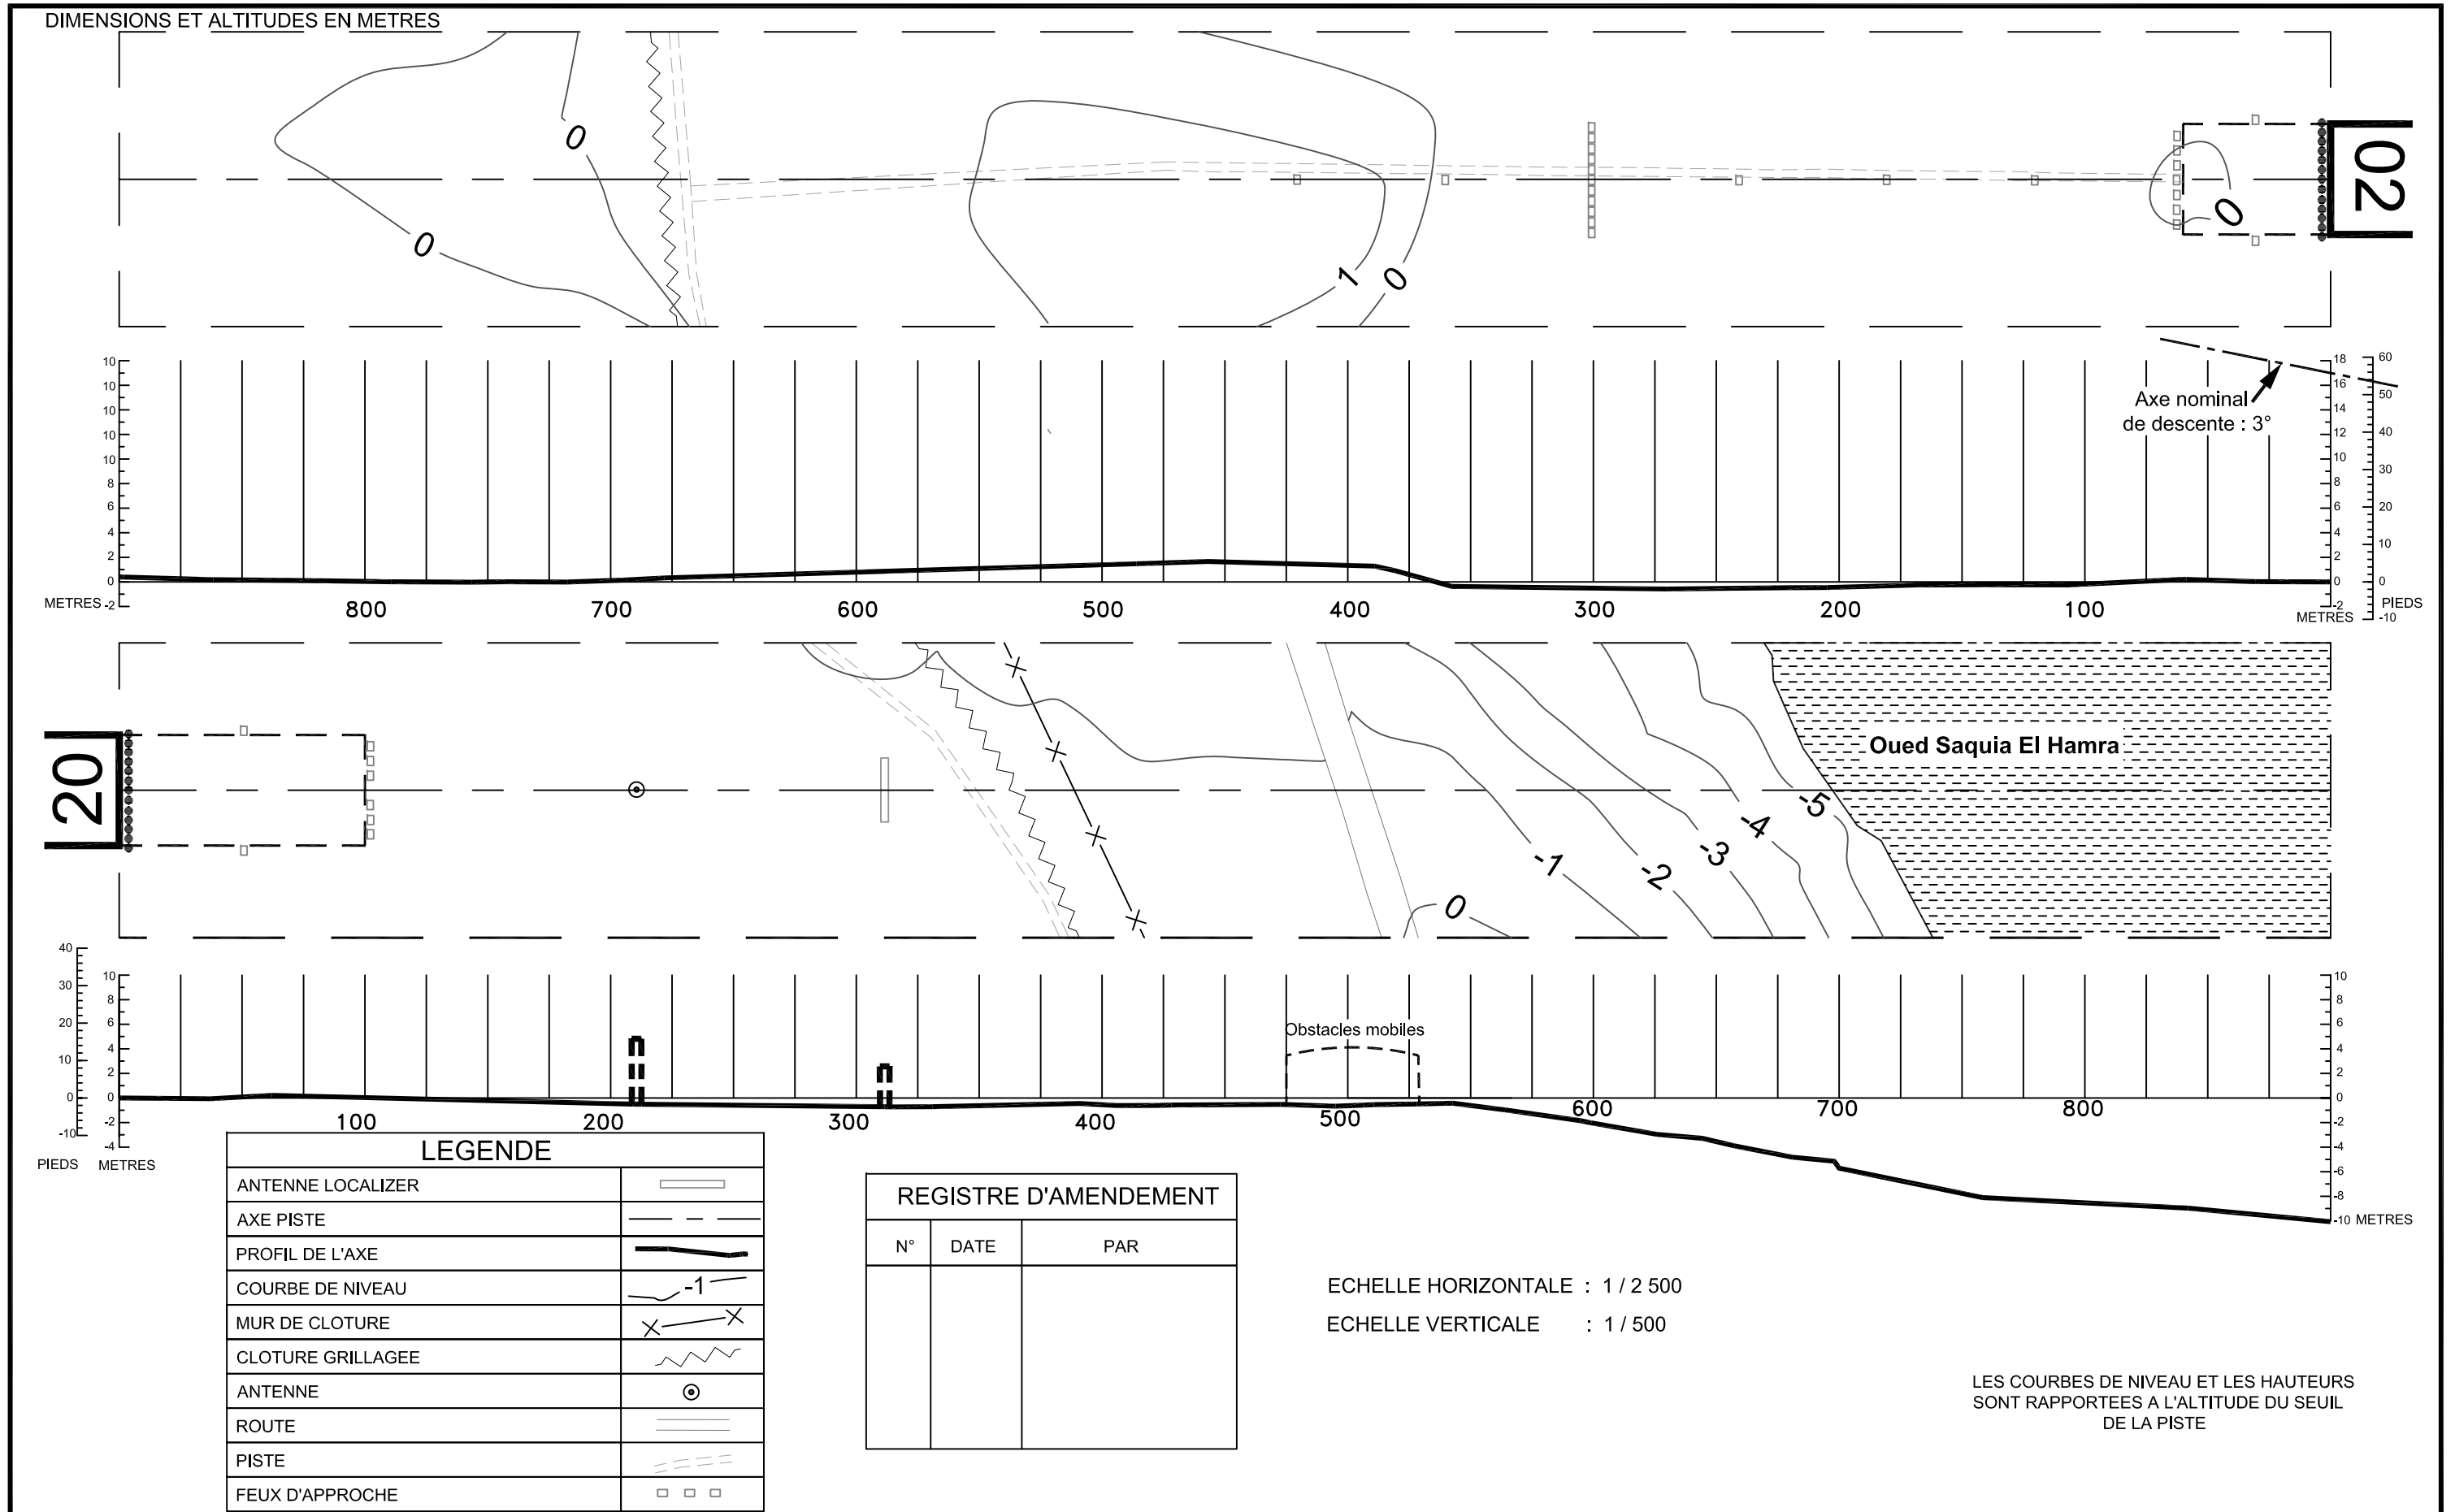 DIMENSIONS ET ALTITUDES EN METRES
0
0
1
0
0
02
10
10
10
10
10
8
6
4
2
0
METRES -2
800
700
600
500
400
300
200
100
Axe nominal
de descente : 3°
18
16
14
12
10
8
6
4
2
0
-2
METRES
60
50
40
30
20
10
0
-10
PIEDS
20
Oued Saquia El Hamra
0
-1
-2
-3
-4
-5
40
30
20
10
0
-10
PIEDS
10
8
6
4
2
0
-2
-4
METRES
100
200
300
400
500
600
700
800
Obstacles mobiles
10
8
6
4
2
0
-2
-4
-6
-8
-10 METRES
LEGENDE
ANTENNE LOCALIZER
AXE PISTE
PROFIL DE L'AXE
COURBE DE NIVEAU -1
MUR DE CLOTURE
CLOTURE GRILLAGEE
ANTENNE
ROUTE
PISTE
FEUX D'APPROCHE
REGISTRE D'AMENDEMENT
N° DATE PAR
ECHELLE HORIZONTALE : 1 / 2 500
ECHELLE VERTICALE : 1 / 500
LES COURBES DE NIVEAU ET LES HAUTEURS
SONT RAPPORTEES A L'ALTITUDE DU SEUIL
DE LA PISTE